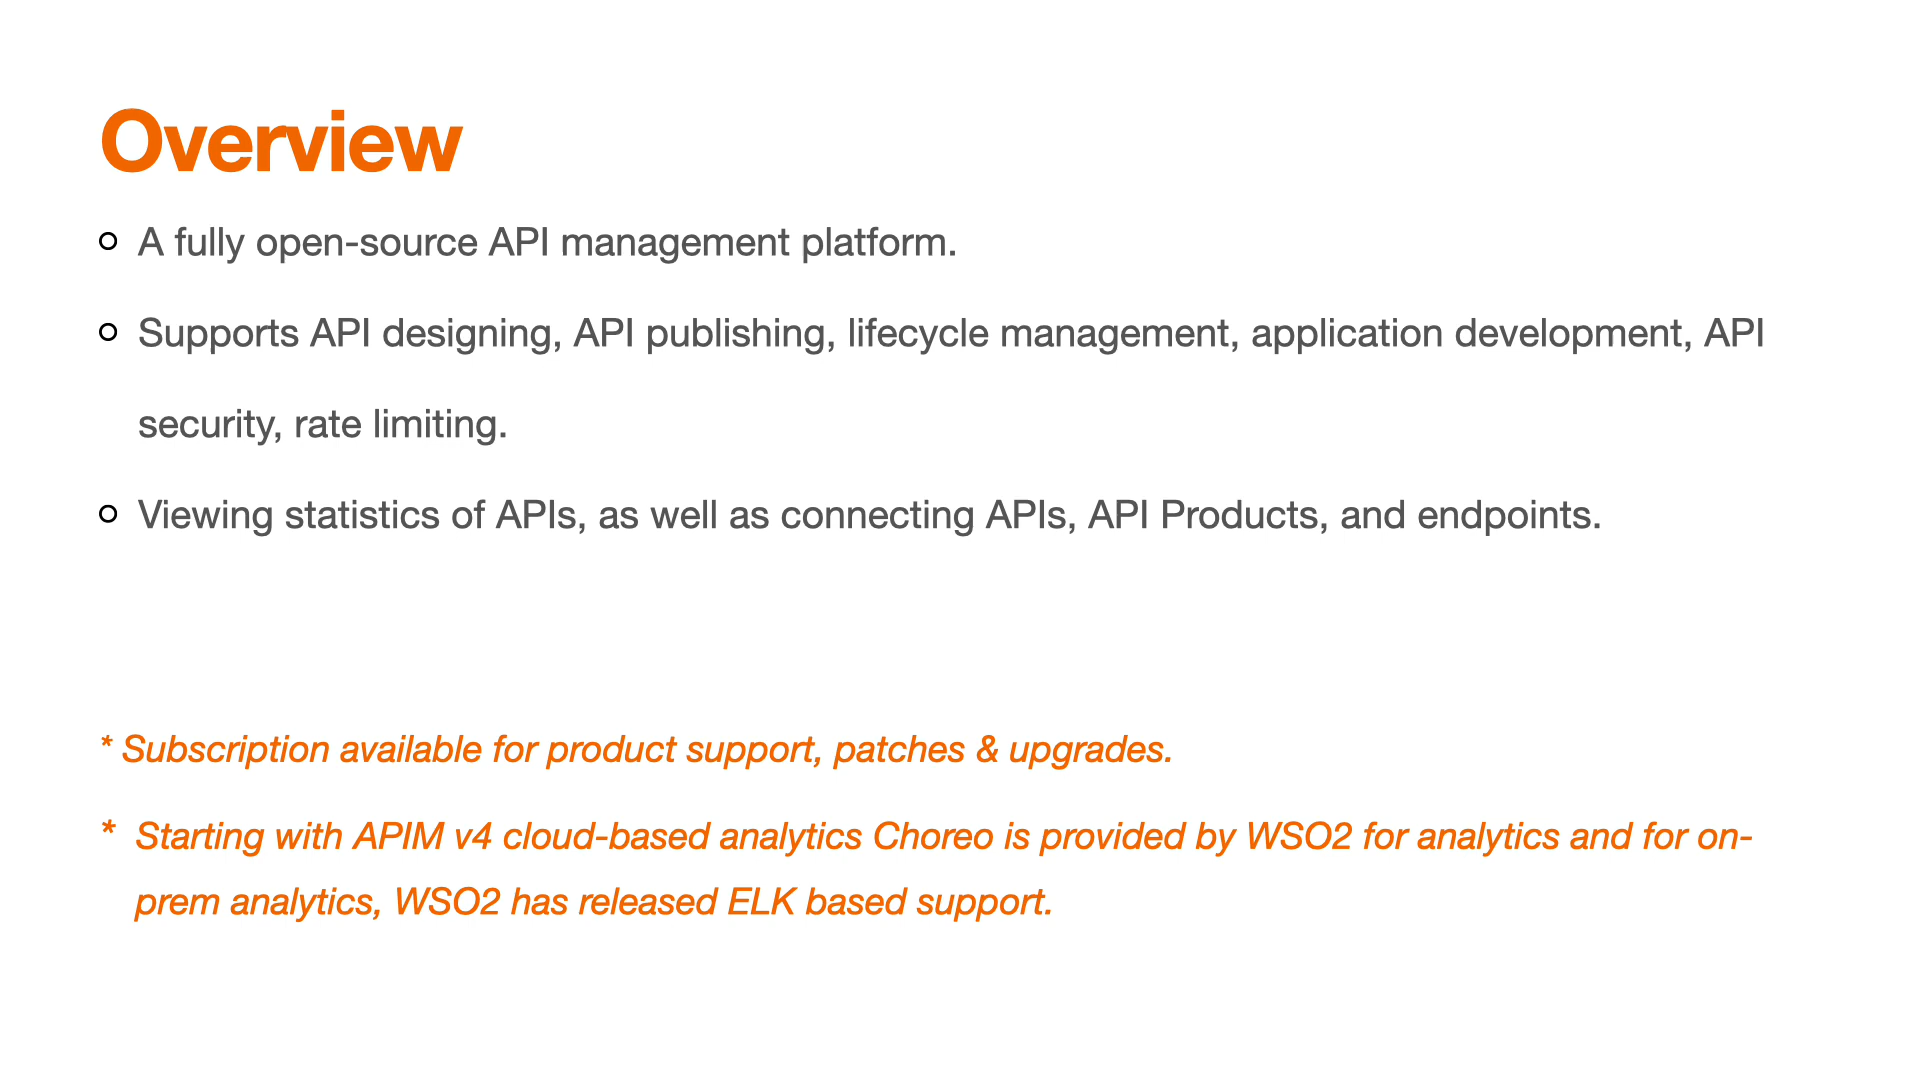 Overview
A fully open-source API management platform.
Supports API designing, API publishing, lifecycle management, application development, API
security, rate limiting.
Viewing statistics of APIs, as well as connecting APIs, API Products, and endpoints.
* Subscription available for product support, patches & upgrades.
* Starting with APIM v4 cloud-based analytics Choreo is provided by WSO2 for analytics and for on-
prem analytics, WSO2 has released ELK based support.